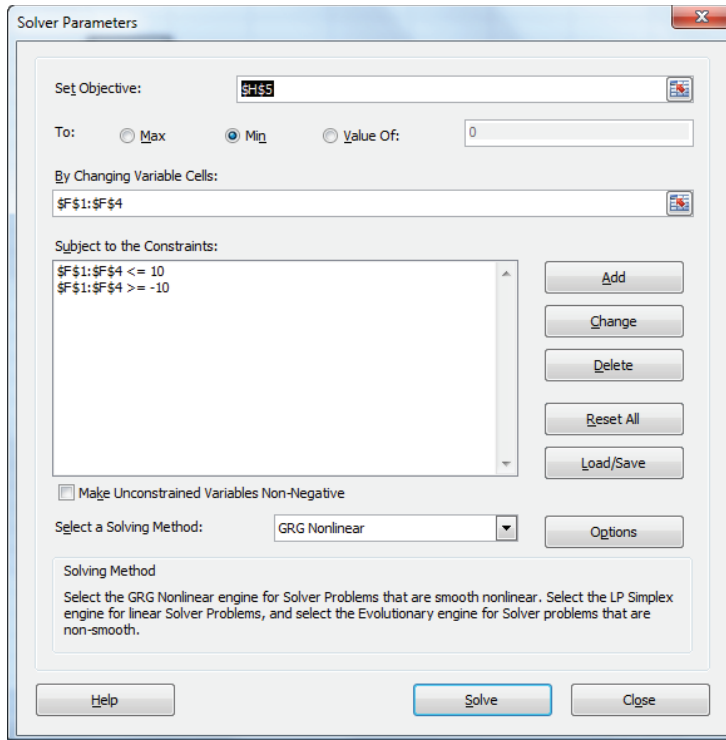 Solver Parameters
Set Objective: $H$5
To: Max Min Value Of: 0
By Changing Variable Cells:
$F$1:$F$4
Subject to the Constraints:
$F$1:$F$4 <= 10
$F$1:$F$4 >= -10
Add
Change
Delete
Reset All
Load/Save
Make Unconstrained Variables Non-Negative
Select a Solving Method: GRG Nonlinear Options
Solving Method
Select the GRG Nonlinear engine for Solver Problems that are smooth nonlinear. Select the LP Simplex
engine for linear Solver Problems, and select the Evolutionary engine for Solver problems that are
non-smooth.
Help Solve Close